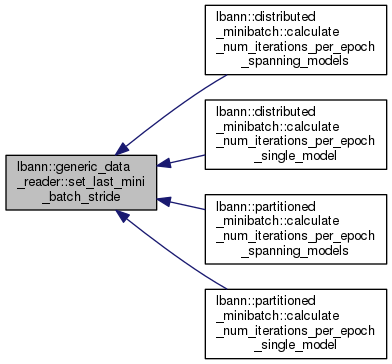 lbann::generic_data
_reader::set_last_mini
_batch_stride
lbann::distributed
_minibatch::calculate
_num_iterations_per_epoch
_spanning_models
lbann::distributed
_minibatch::calculate
_num_iterations_per_epoch
_single_model
lbann::partitioned
_minibatch::calculate
_num_iterations_per_epoch
_spanning_models
lbann::partitioned
_minibatch::calculate
_num_iterations_per_epoch
_single_model